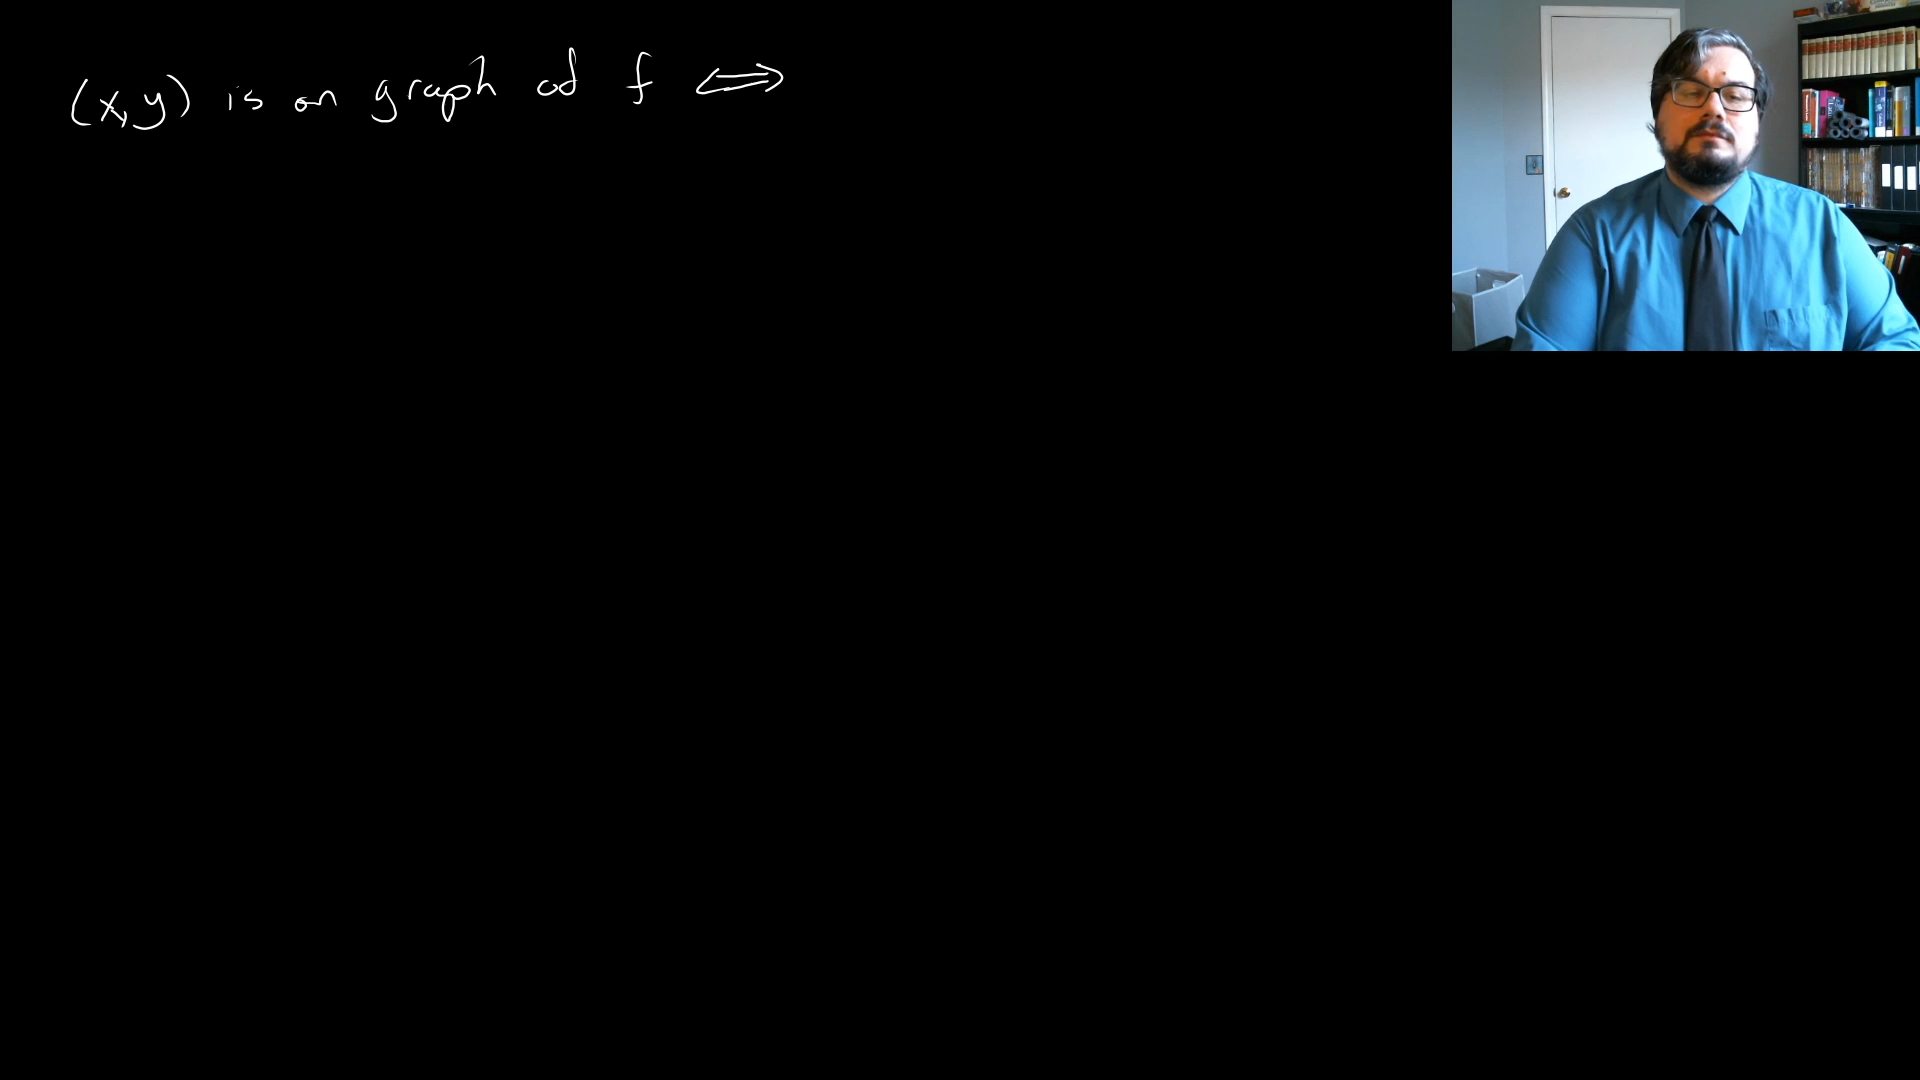 (x,y) is on graph of f ⟺